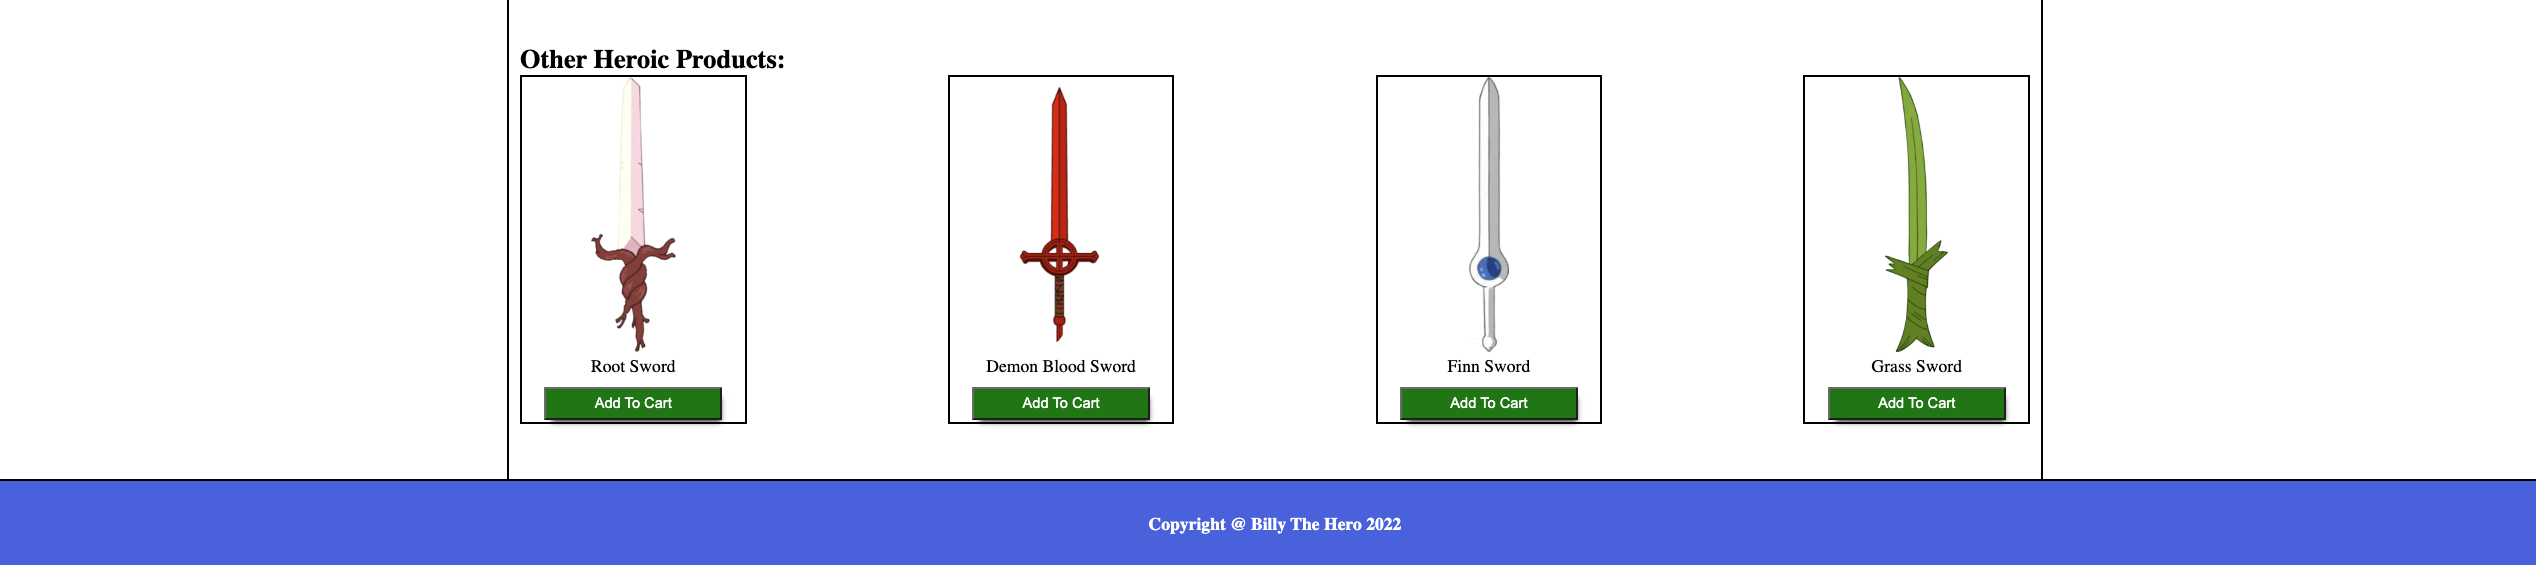 Other Heroic Products:
Root Sword
Add To Cart
Demon Blood Sword
Add To Cart
Finn Sword
Add To Cart
Grass Sword
Add To Cart
Copyright @ Billy The Hero 2022